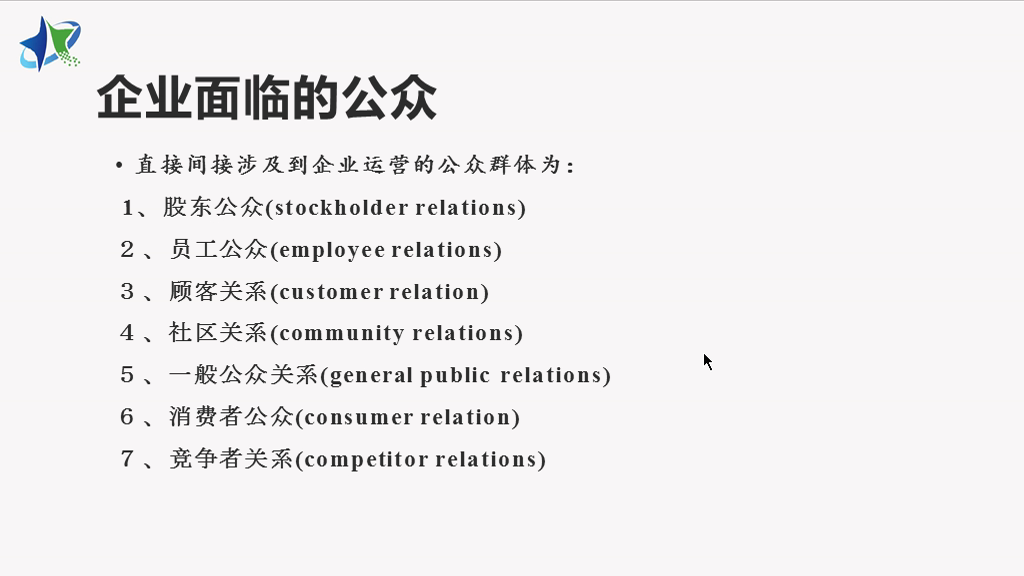 企业面临的公众
• 直接间接涉及到企业运营的公众群体为：
1、股东公众(stockholder relations)
２、员工公众(employee relations)
３、顾客关系(customer relation)
４、社区关系(community relations)
５、一般公众关系(general public relations)
６、消费者公众(consumer relation)
７、竞争者关系(competitor relations)